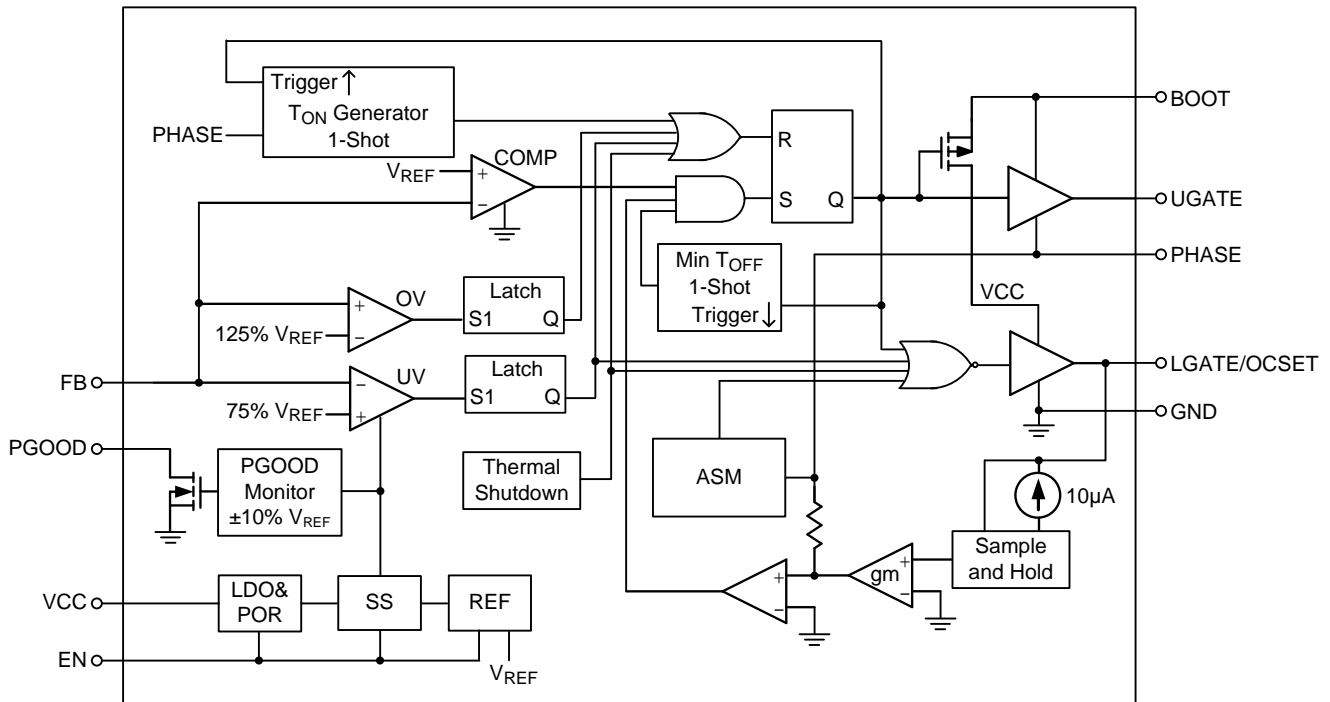 Trigger ↑
TON Generator
1-Shot
PHASE
VREF
+
−
COMP
R
S
Q
BOOT
UGATE
PHASE
VCC
Min TOFF
1-Shot
Trigger ↓
+
−
OV
125% VREF
Latch
S1 Q
FB
−
+
UV
75% VREF
Latch
S1 Q
LGATE/OCSET
GND
PGOOD
PGOOD
Monitor
±10% VREF
Thermal
Shutdown
ASM
10µA
Sample
and Hold
+
−
gm
+
−
VCC
LDO&
POR
SS
REF
EN
VREF